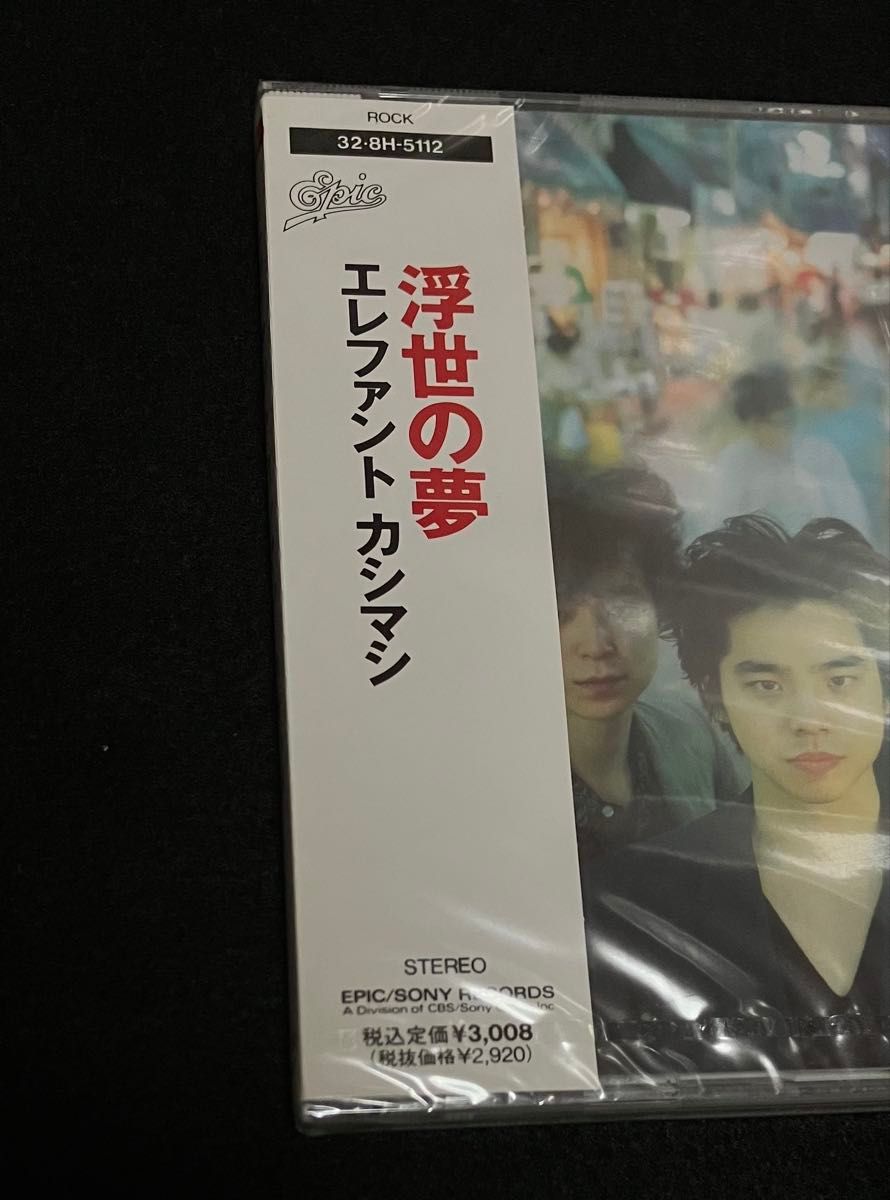 ROCK
32・8H-5112
Epic
浮世の夢
エレファント カシマシ
STEREO
EPIC/SONY RECORDS
A Division of CBS/Sony Inc
税込定価¥3,008
(税抜価格¥2,920)